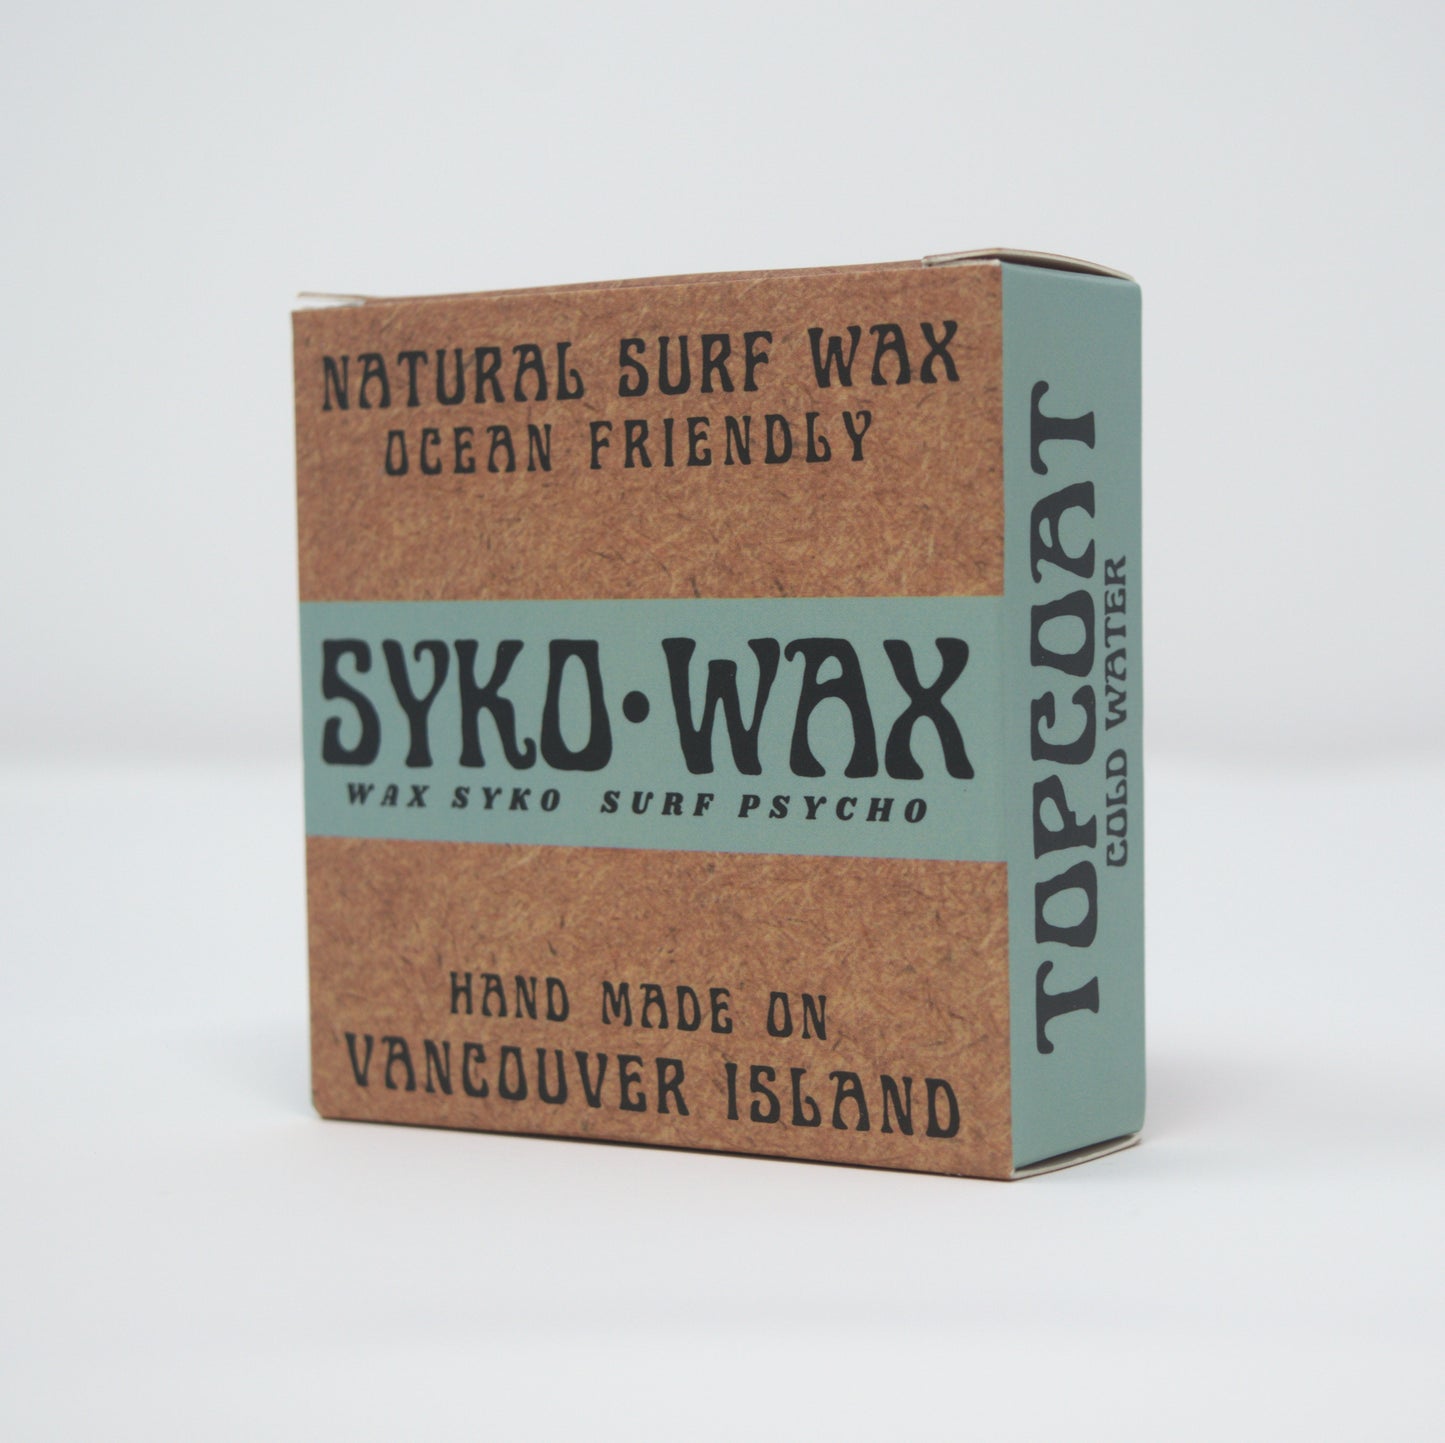 NATURAL SURF WAX
OCEAN FRIENDLY
SYKO•WAX
WAX SYKO SURF PSYCHO
HAND MADE ON
VANCOUVER ISLAND
TOPCOAT
COLD WATER